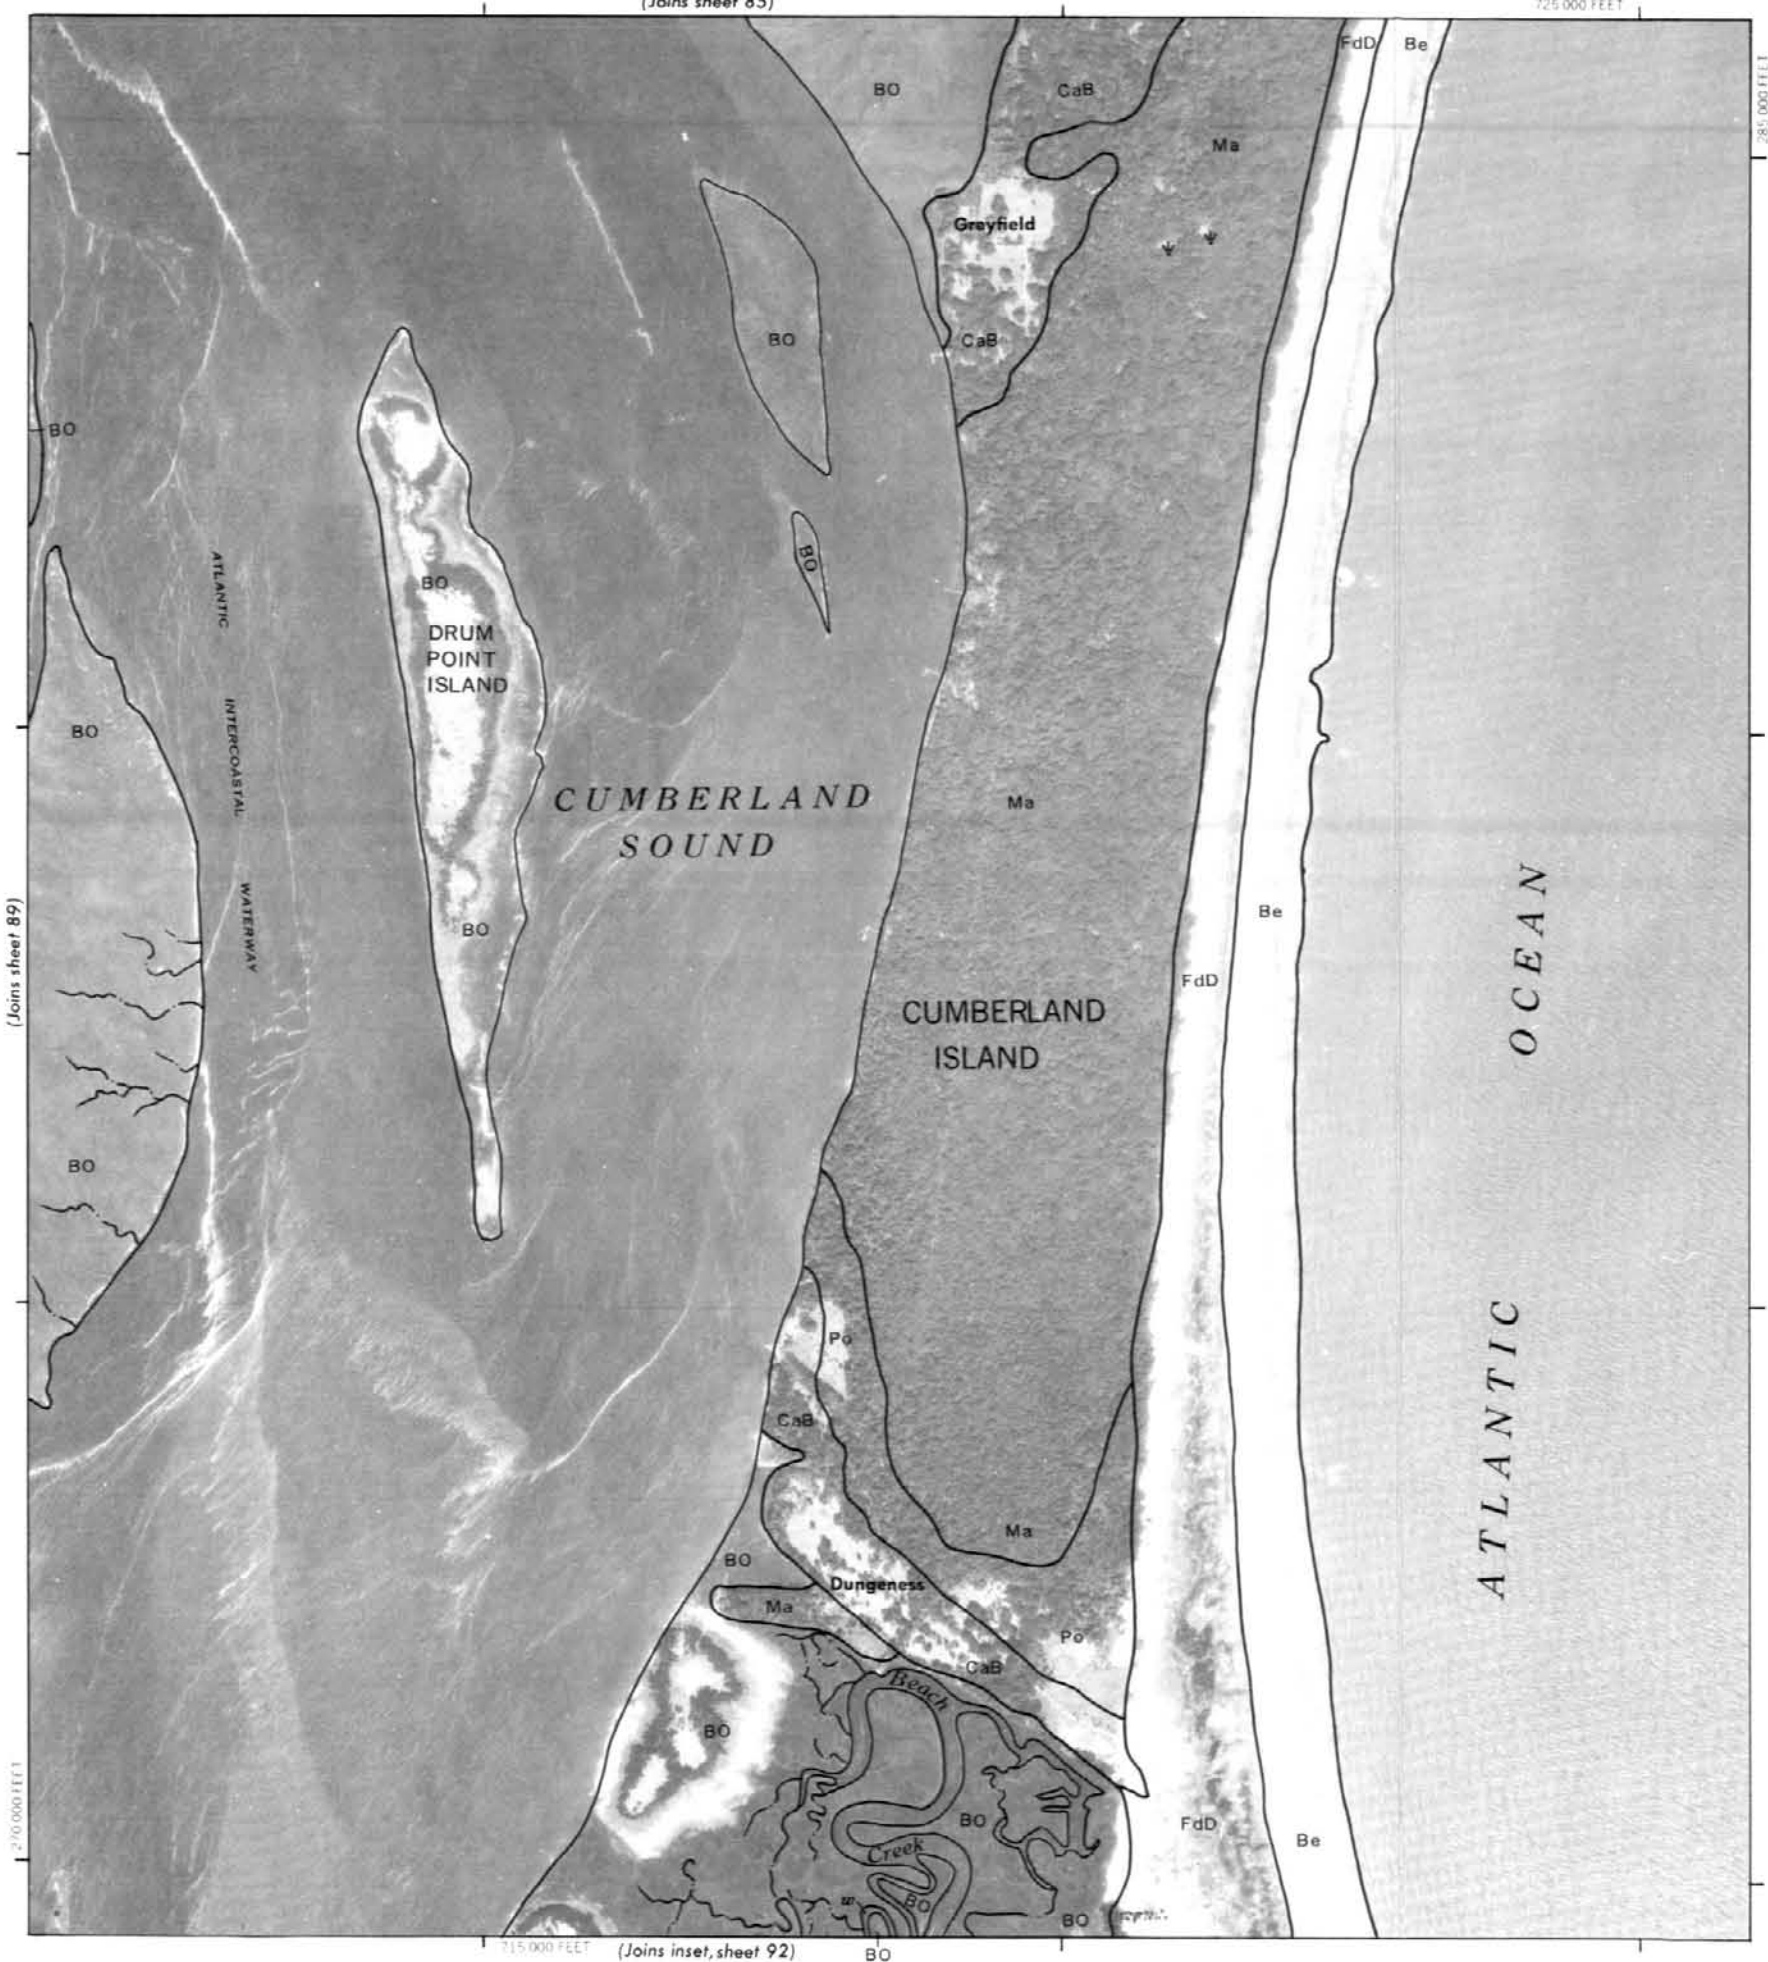 (Joins sheet 85)
725 000 FEET
285 000 FEET
FdD
Be
BO
CaB
Ma
Greyfield
BO
CaB
BO
BO
BO
DRUM
POINT
ISLAND
ATLANTIC
INTERCOASTAL
WATERWAY
BO
CUMBERLAND
SOUND
Ma
BO
Be
FdD
(Joins sheet 89)
CUMBERLAND
ISLAND
ATLANTIC OCEAN
BO
Po
CaB
Ma
BO
Dungeness
Ma
Po
CaB
Beach
BO
BO
FdD
Be
Creek
BO
BO
270 000 FEET
715 000 FEET
(Joins inset, sheet 92)
BO